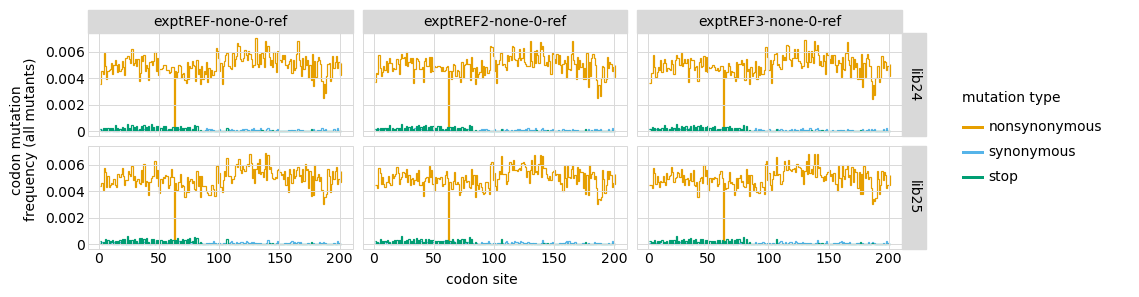 exptREF-none-0-ref exptREF2-none-0-ref exptREF3-none-0-ref
0.006
0.004
0.002
0
lib24
0.006
0.004
0.002
0
lib25
0 50 100 150 200 0 50 100 150 200 0 50 100 150 200
codon site
codon mutation
frequency (all mutants)
mutation type
nonsynonymous
synonymous
stop